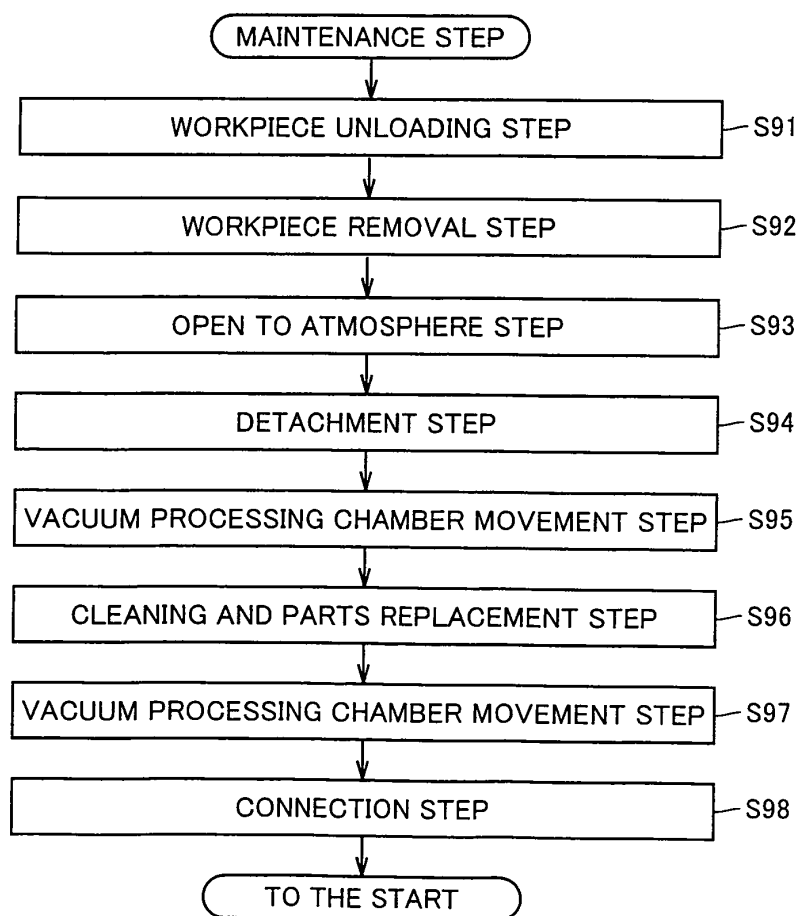 MAINTENANCE STEP
WORKPIECE UNLOADING STEP
S91
WORKPIECE REMOVAL STEP
S92
OPEN TO ATMOSPHERE STEP
S93
DETACHMENT STEP
S94
VACUUM PROCESSING CHAMBER MOVEMENT STEP
S95
CLEANING AND PARTS REPLACEMENT STEP
S96
VACUUM PROCESSING CHAMBER MOVEMENT STEP
S97
CONNECTION STEP
S98
TO THE START